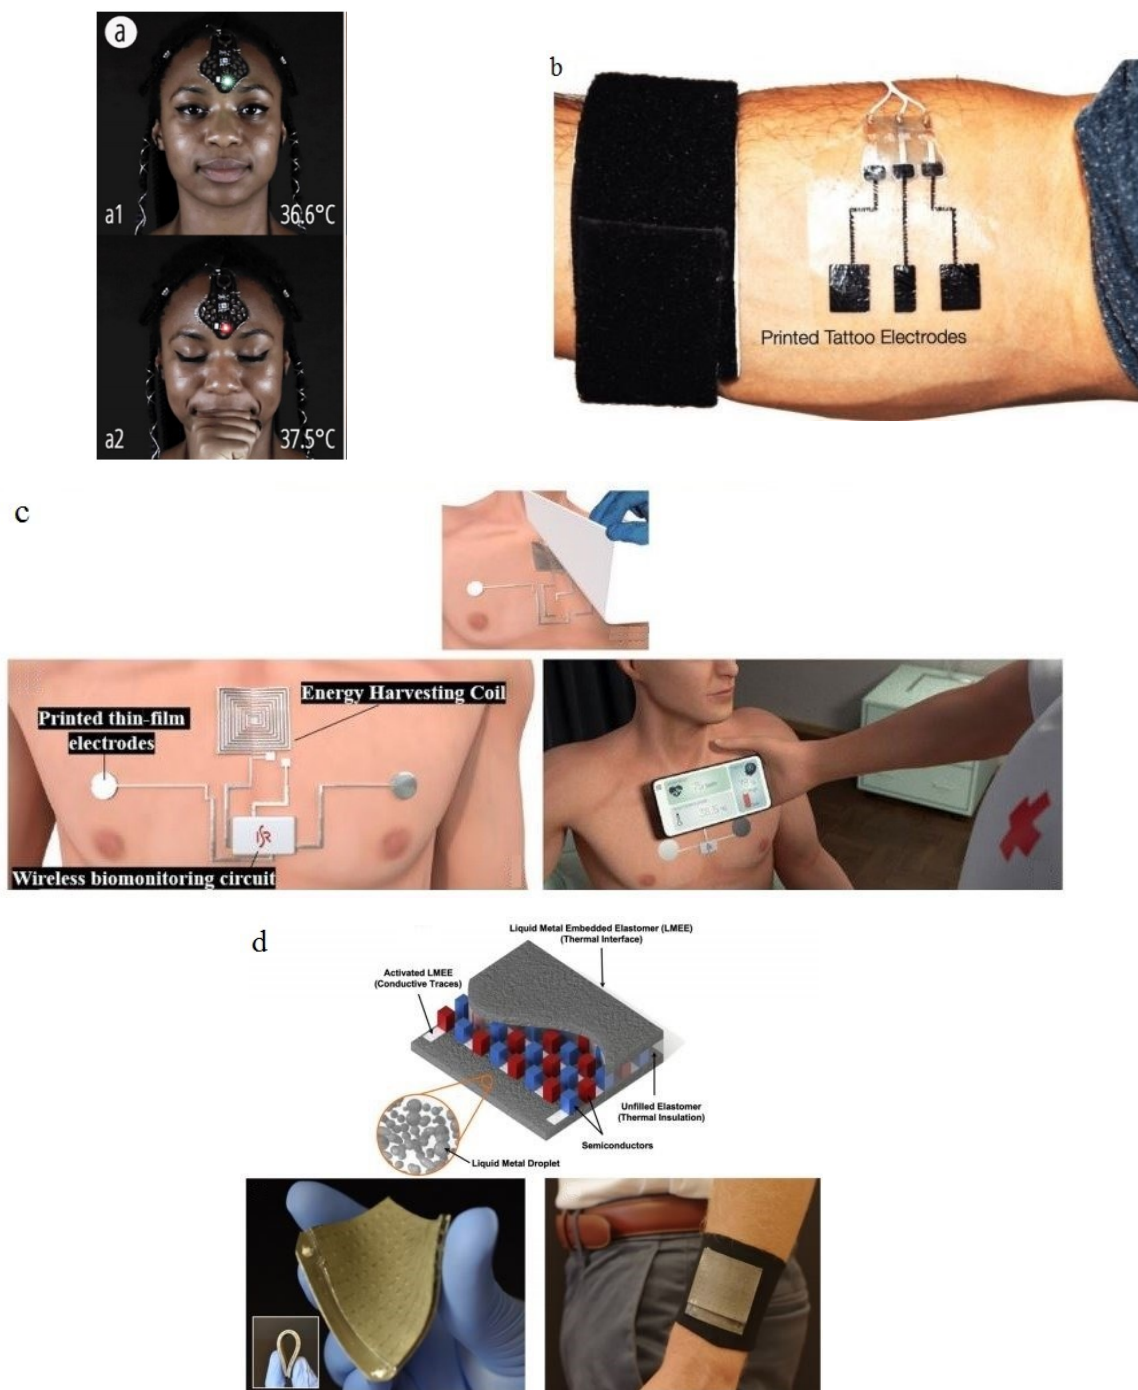 a
a1
36.6°C
a2
37.5°C
b
Printed Tattoo Electrodes
c
Energy Harvesting Coil
Printed thin-film
electrodes
ISR
Wireless biomonitoring circuit
d
Liquid Metal Embedded Elastomer (LMEE)
(Thermal Interface)
Activated LMEE
(Conductive Traces)
Unfilled Elastomer
(Thermal Insulation)
Semiconductors
Liquid Metal Droplet